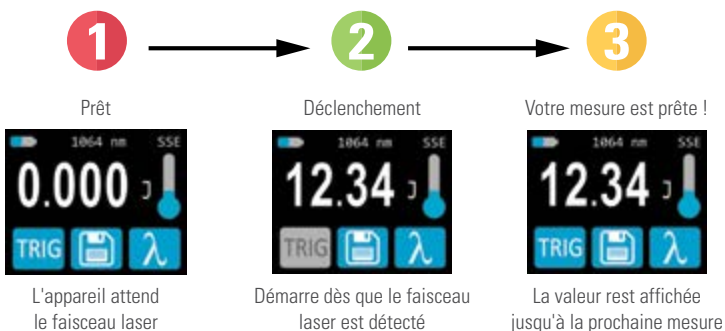 1
2
3
Prêt
Déclenchement
Votre mesure est prête !
1064 nm SSE
0.000 J
TRIG λ
1064 nm SSE
12.34 J
TRIG λ
1064 nm SSE
12.34 J
TRIG λ
L'appareil attend
le faisceau laser
Démarre dès que le faisceau
laser est détecté
La valeur rest affichée
jusqu'à la prochaine mesure